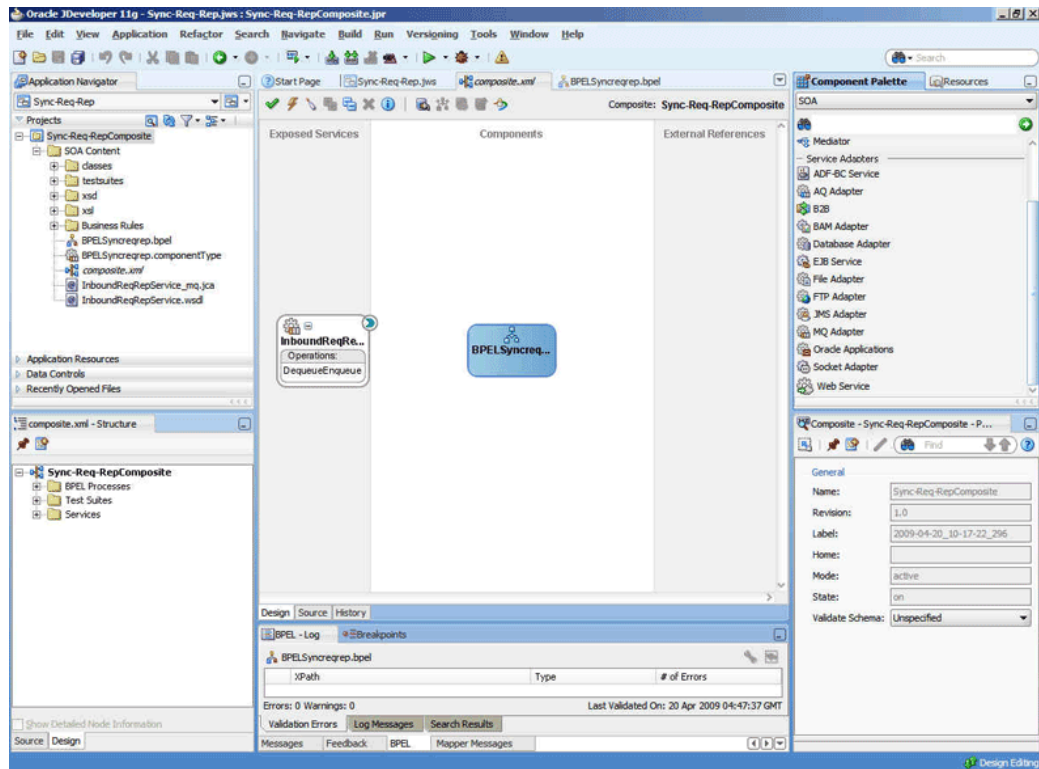 Oracle JDeveloper 11g - Sync-Req-Rep.jws : Sync-Req-RepComposite.jpr
File Edit View Application Refactor Search Navigate Build Run Versioning Tools Window Help
Search
Application Navigator
Sync-Req-Rep
Projects
Sync-Req-RepComposite
SOA Content
classes
testsuites
xsd
xsl
Business Rules
BPELSyncreqrep.bpel
BPELSyncreqrep.componentType
composite.xml
InboundReqRepService_mq.jca
InboundReqRepService.wsdl
Application Resources
Data Controls
Recently Opened Files
composite.xml - Structure
Sync-Req-RepComposite
BPEL Processes
Test Suites
Services
Show Detailed Node Information
Source Design
Start Page Sync-Req-Rep.jws composite.xml BPELSyncreqrep.bpel
Composite: Sync-Req-RepComposite
Exposed Services Components External References
InboundReqRe...
Operations:
DequeueEnqueue
BPELSyncreq...
Design Source History
BPEL - Log Breakpoints
BPELSyncreqrep.bpel
XPath Type # of Errors
Errors: 0 Warnings: 0 Last Validated On: 20 Apr 2009 04:47:37 GMT
Validation Errors Log Messages Search Results
Messages Feedback BPEL Mapper Messages
Component Palette Resources
SOA
Mediator
Service Adapters
ADF-BC Service
AQ Adapter
B2B
BAM Adapter
Database Adapter
EJB Service
File Adapter
FTP Adapter
JMS Adapter
MQ Adapter
Oracle Applications
Socket Adapter
Web Service
Composite - Sync-Req-RepComposite - P...
Find
General
Name: Sync-Req-RepComposite
Revision: 1.0
Label: 2009-04-20_10-17-22_296
Home:
Mode: active
State: on
Validate Schema: Unspecified
Design Editing